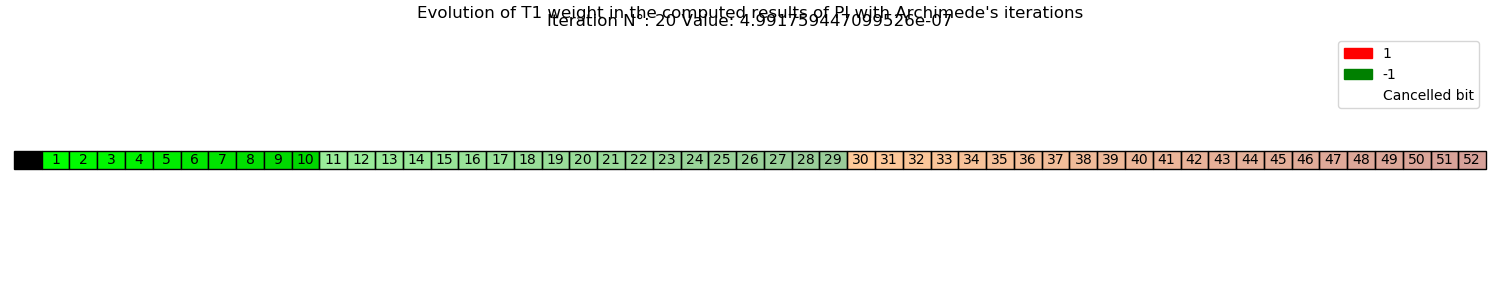 Evolution of T1 weight in the computed results of PI with Archimede's iterations
Iteration N°: 20 Value: 4.991759447099526e-07
1
-1
Cancelled bit
1 2 3 4 5 6 7 8 9 10 11 12 13 14 15 16 17 18 19 20 21 22 23 24 25 26 27 28 29 30 31 32 33 34 35 36 37 38 39 40 41 42 43 44 45 46 47 48 49 50 51 52